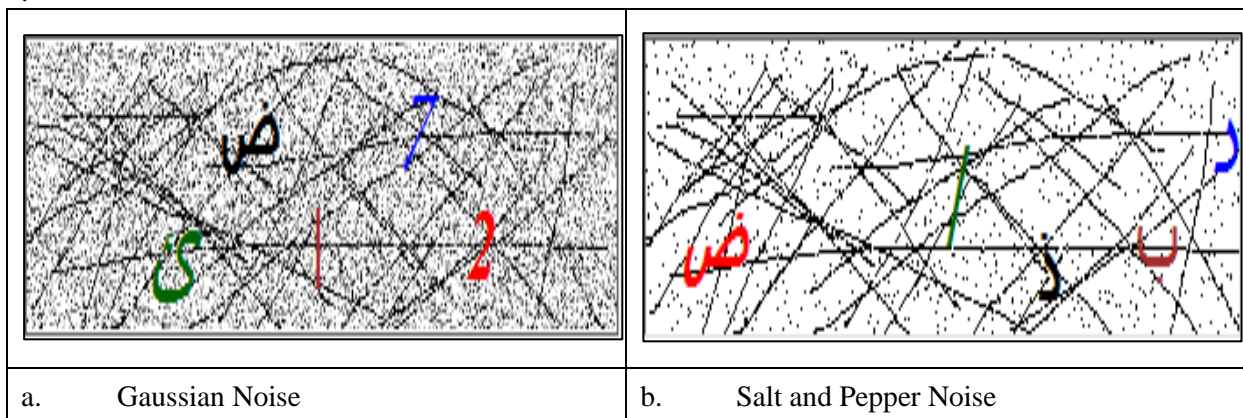 ض 7
ى ا 2
ا د
ض ب
a. Gaussian Noise
b. Salt and Pepper Noise